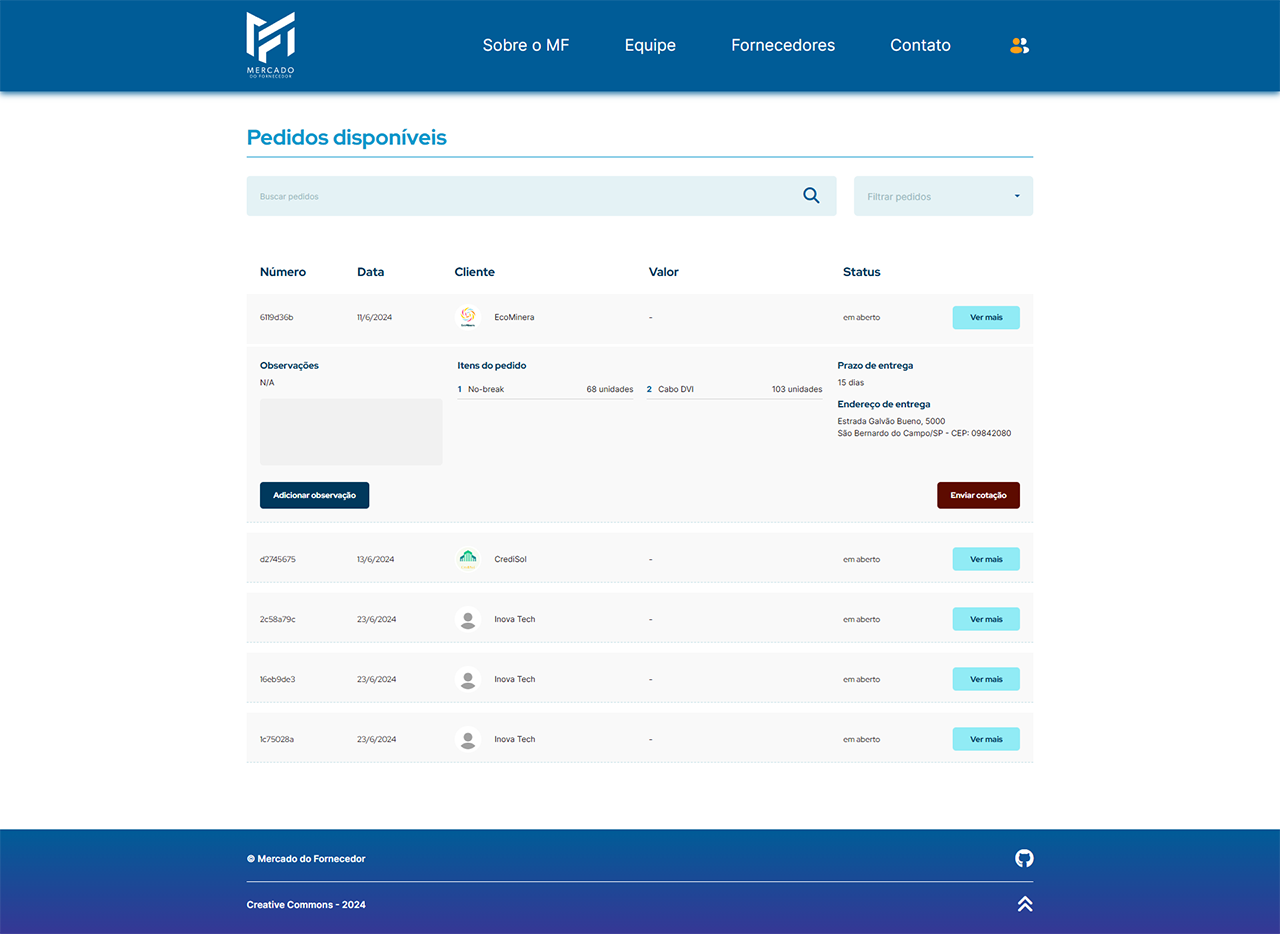 MERCADO
DO FORNECEDOR
Sobre o MF Equipe Fornecedores Contato
Pedidos disponíveis
Buscar pedidos
Filtrar pedidos
Número Data Cliente Valor Status
6119d36b 11/6/2024 EcoMinera - em aberto Ver mais
Observações
N/A
Adicionar observação
Itens do pedido
1 No-break 68 unidades 2 Cabo DVI 103 unidades
Prazo de entrega
15 dias
Endereço de entrega
Estrada Galvão Bueno, 5000
São Bernardo do Campo/SP - CEP: 09842080
Enviar cotação
d2745675 13/6/2024 CrediSol - em aberto Ver mais
2c58a79c 23/6/2024 Inova Tech - em aberto Ver mais
16eb9de3 23/6/2024 Inova Tech - em aberto Ver mais
1c75028a 23/6/2024 Inova Tech - em aberto Ver mais
© Mercado do Fornecedor
Creative Commons - 2024